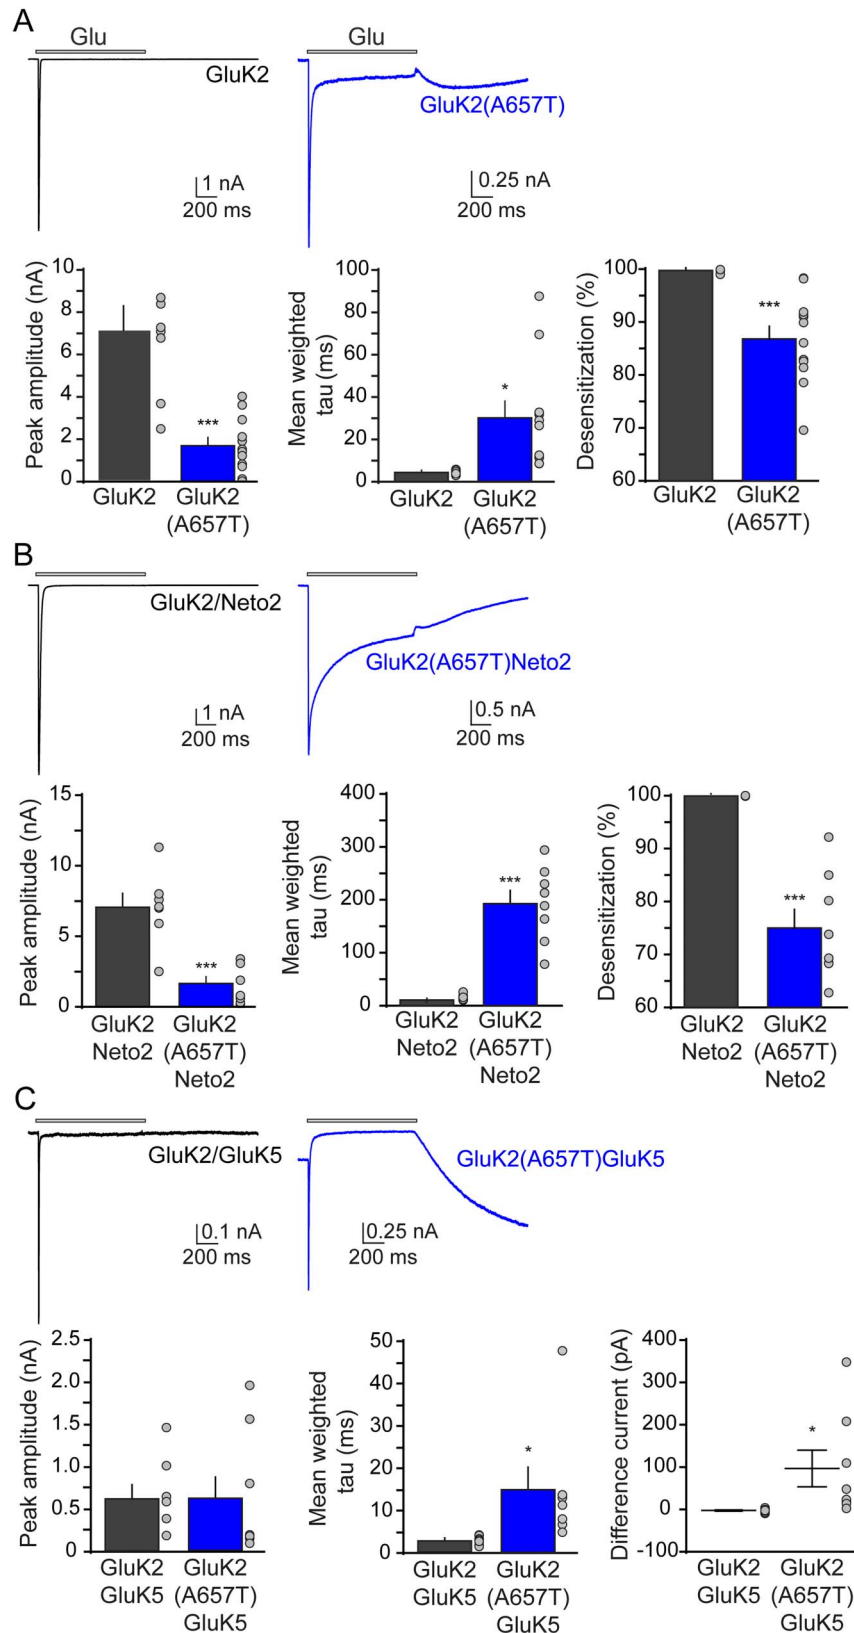 A
Glu
Glu
GluK2
GluK2(A657T)
1 nA
200 ms
0.25 nA
200 ms
Peak amplitude (nA)
10
8
6
4
2
0
***
GluK2
GluK2
(A657T)
Mean weighted
tau (ms)
100
80
60
40
20
0
*
GluK2
GluK2
(A657T)
Desensitization (%)
100
90
80
70
60
***
GluK2
GluK2
(A657T)
B
GluK2/Neto2
GluK2(A657T)Neto2
1 nA
200 ms
0.5 nA
200 ms
Peak amplitude (nA)
15
10
5
0
***
GluK2
Neto2
GluK2
(A657T)
Neto2
Mean weighted
tau (ms)
400
300
200
100
0
***
GluK2
Neto2
GluK2
(A657T)
Neto2
Desensitization (%)
100
90
80
70
60
***
GluK2
Neto2
GluK2
(A657T)
Neto2
C
GluK2/GluK5
GluK2(A657T)GluK5
0.1 nA
200 ms
0.25 nA
200 ms
Peak amplitude (nA)
2.5
2.0
1.5
1.0
0.5
0
GluK2
GluK5
GluK2
(A657T)
GluK5
Mean weighted
tau (ms)
50
40
30
20
10
0
*
GluK2
GluK5
GluK2
(A657T)
GluK5
Difference current (pA)
400
300
200
100
0
-100
*
GluK2
GluK5
GluK2
(A657T)
GluK5